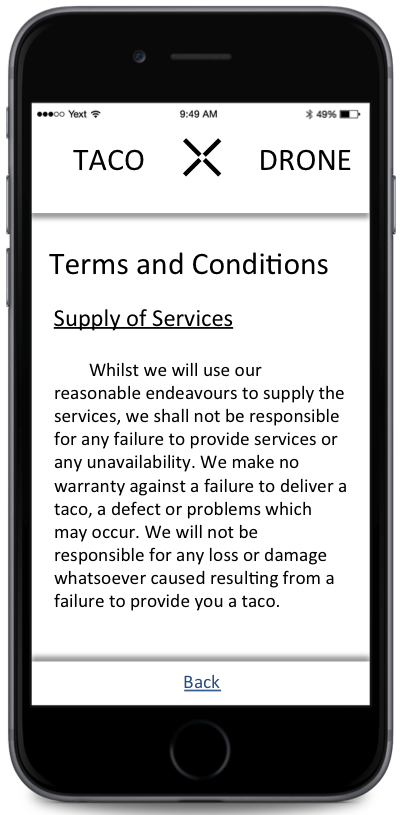 Yext 9:49 AM 49%
TACO DRONE
Terms and Conditions
Supply of Services
Whilst we will use our
reasonable endeavours to supply the
services, we shall not be responsible
for any failure to provide services or
any unavailability. We make no
warranty against a failure to deliver a
taco, a defect or problems which
may occur. We will not be
responsible for any loss or damage
whatsoever caused resulting from a
failure to provide you a taco.
Back